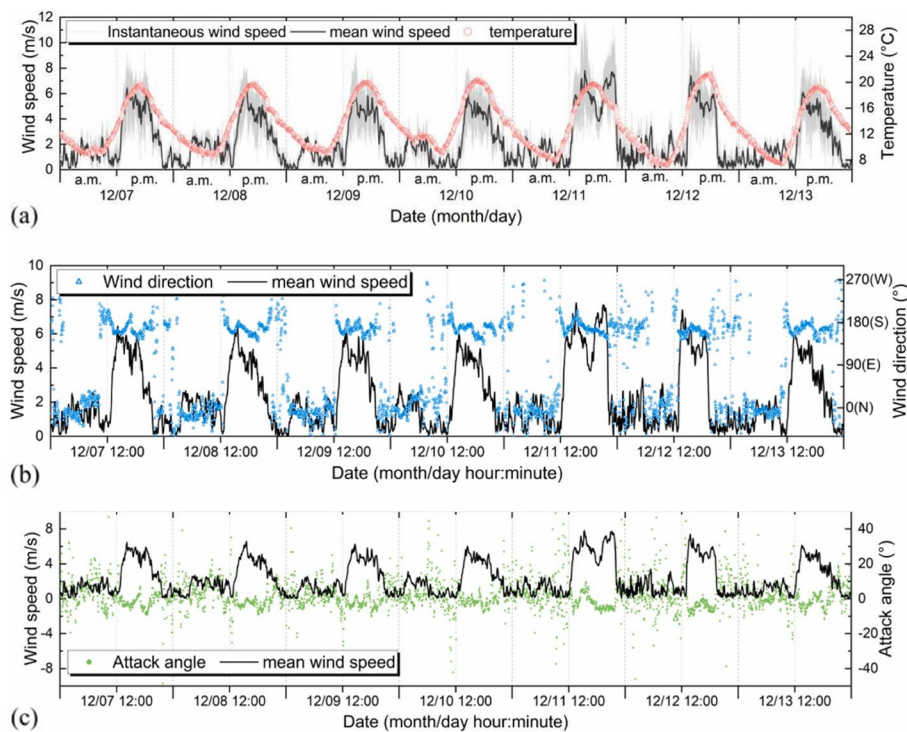 12
10
8
6
4
2
0
Wind speed (m/s)
Instantaneous wind speed mean wind speed temperature
28
24
20
16
12
8
Temperature (°C)
a.m. p.m. a.m. p.m. a.m. p.m. a.m. p.m. a.m. p.m. a.m. p.m. a.m. p.m.
12/07 12/08 12/09 12/10 12/11 12/12 12/13
Date (month/day)
(a)
10
8
6
4
2
0
Wind speed (m/s)
Wind direction mean wind speed
270(W)
180(S)
90(E)
0(N)
Wind direction (°)
12/07 12:00 12/08 12:00 12/09 12:00 12/10 12:00 12/11 12:00 12/12 12:00 12/13 12:00
Date (month/day hour:minute)
(b)
8
4
0
-4
-8
Wind speed (m/s)
Attack angle mean wind speed
40
20
0
-20
-40
Attack angle (°)
12/07 12:00 12/08 12:00 12/09 12:00 12/10 12:00 12/11 12:00 12/12 12:00 12/13 12:00
Date (month/day hour:minute)
(c)